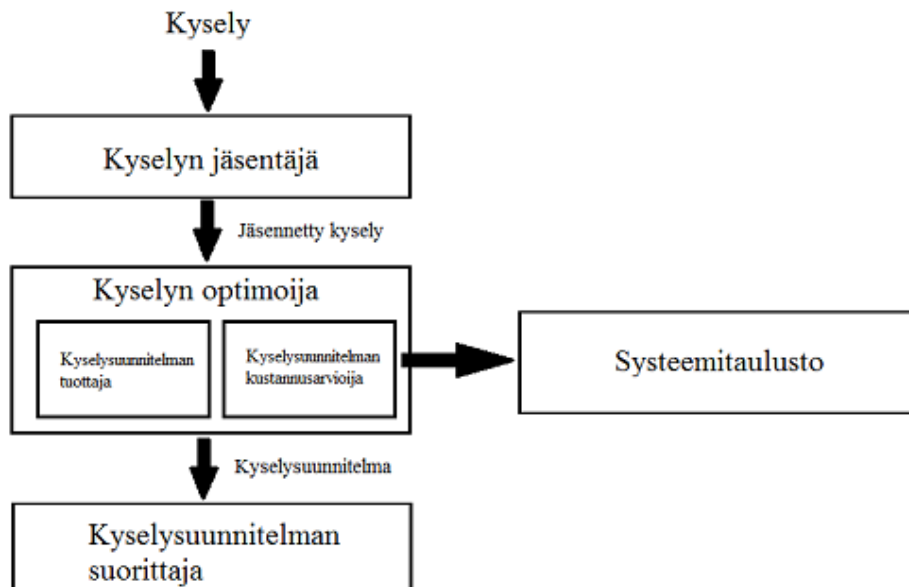 Kysely
Kyselyn jäsentäjä
Jäsennetty kysely
Kyselyn optimoija
Kyselysuunnitelman
tuottaja
Kyselysuunnitelman
kustannusarvioija
Systeemitaulusto
Kyselysuunnitelma
Kyselysuunnitelman
suorittaja